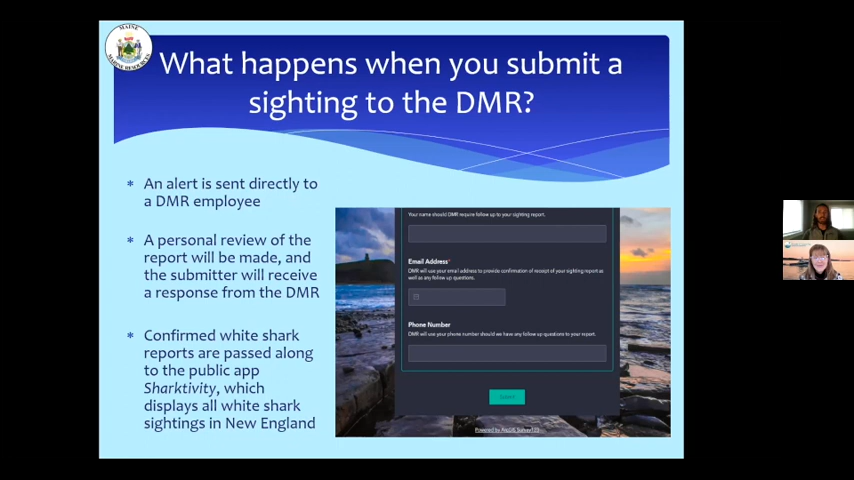 MAINE
MARINE RESOURCES
What happens when you submit a
sighting to the DMR?
* An alert is sent directly to
a DMR employee
* A personal review of the
report will be made, and
the submitter will receive
a response from the DMR
* Confirmed white shark
reports are passed along
to the public app
Sharktivity, which
displays all white shark
sightings in New England
Your name should DMR require follow up to your sighting report.
Email Address*
DMR will use your email address to provide confirmation of receipt of your sighting report as
well as any follow up questions.
Phone Number
DMR will use your phone number should we have any follow up questions to your report.
Submit
Powered by ArcGIS Survey123